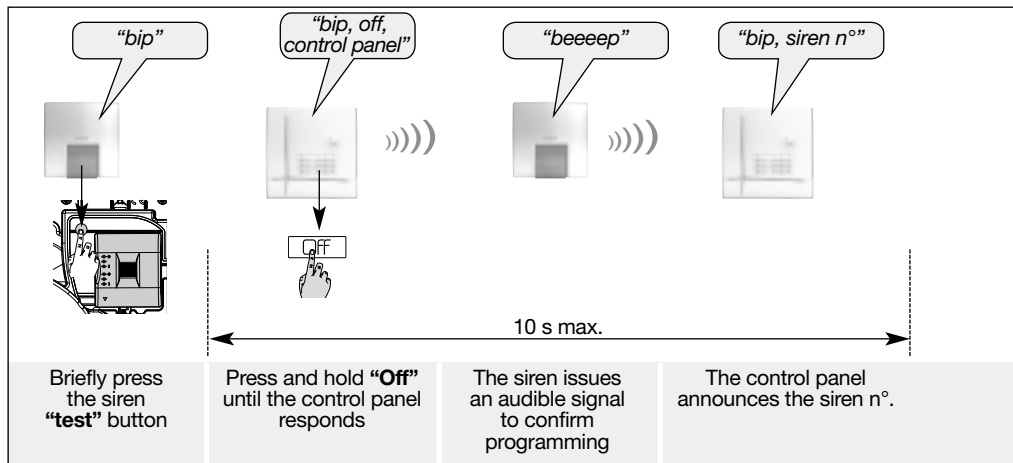 “bip”
“bip, off,
control panel”
“beeeep”
“bip, siren n°”
Off
10 s max.
Briefly press
the siren
“test” button
Press and hold “Off”
until the control panel
responds
The siren issues
an audible signal
to confirm
programming
The control panel
announces the siren n°.